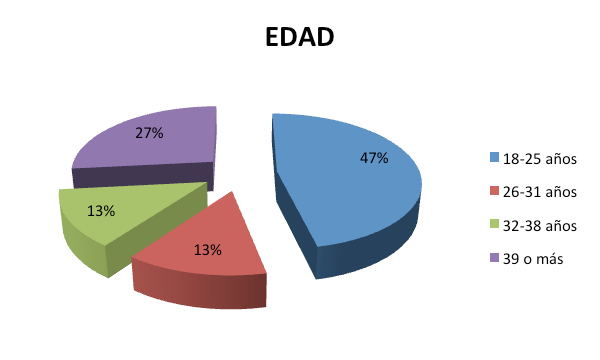 EDAD
27%
47%
13%
13%
18-25 años
26-31 años
32-38 años
39 o más